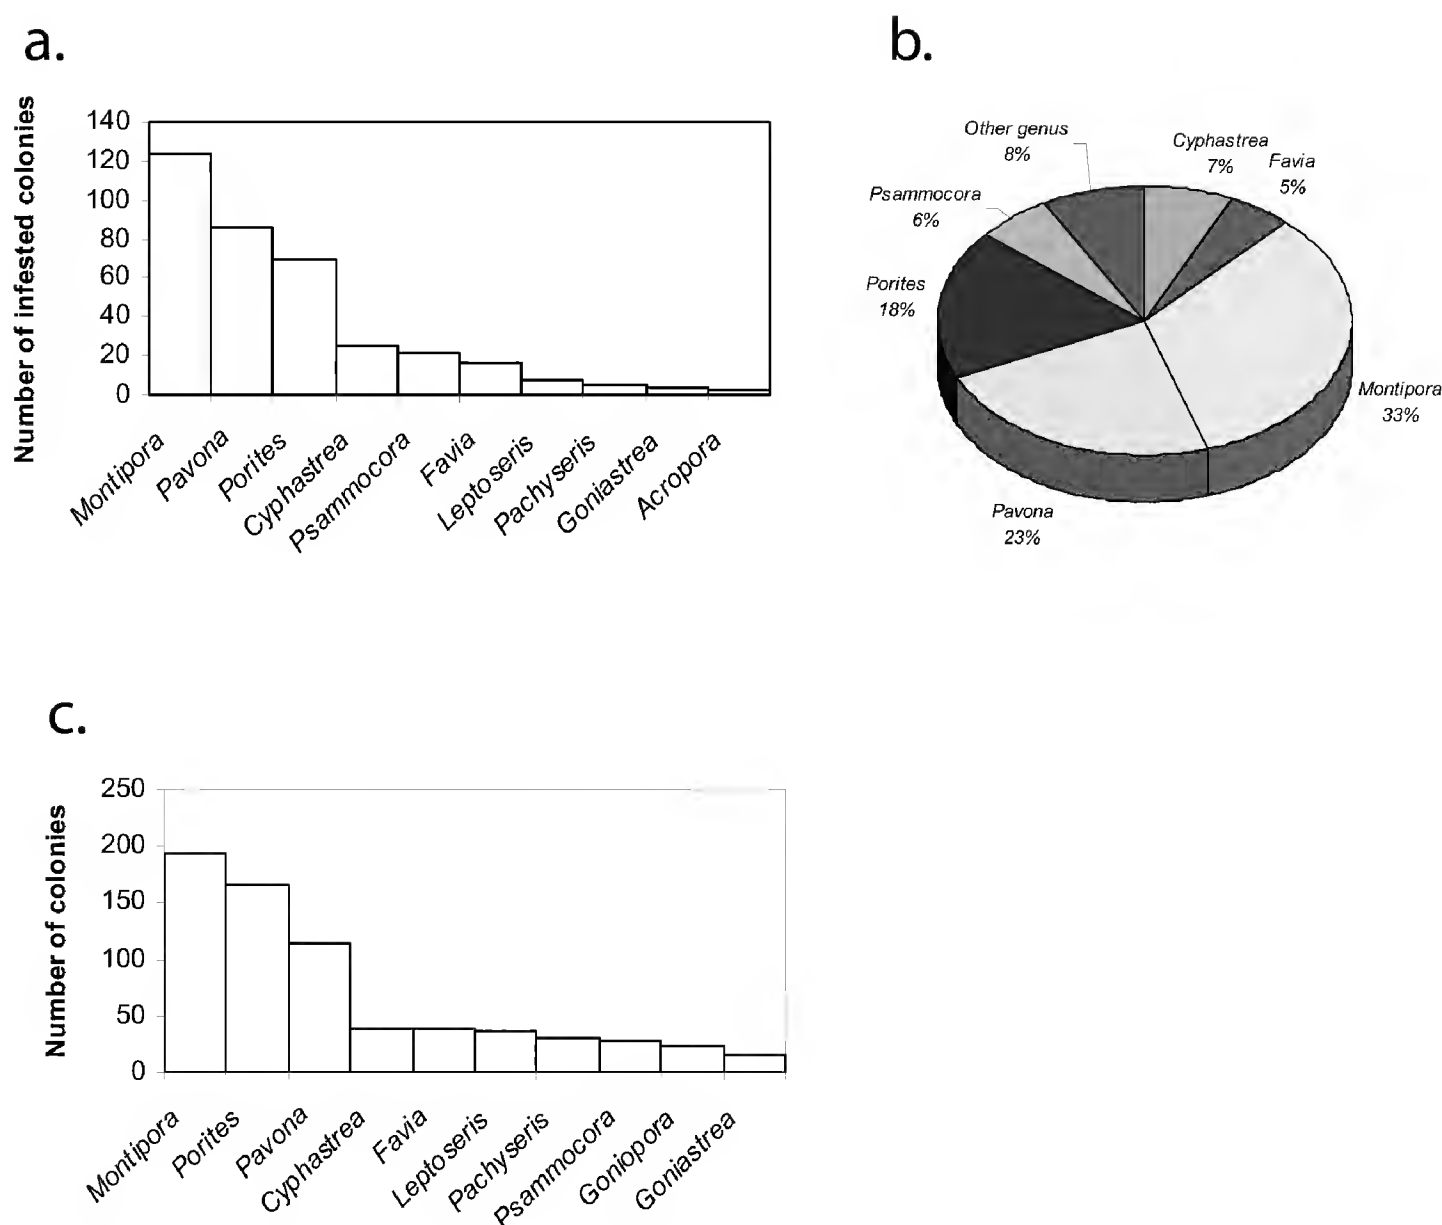 a.
Number of infested colonies
140
120
100
80
60
40
20
0
Montipora
Pavona
Porites
Cyphastrea
Psammocora
Favia
Leptoseris
Pachyseris
Goniastrea
Acropora
b.
Other genus
8%
Cyphastrea
7%
Favia
5%
Psammocora
6%
Porites
18%
Montipora
33%
Pavona
23%
c.
Number of colonies
250
200
150
100
50
0
Montipora
Porites
Pavona
Cyphastrea
Favia
Leptoseris
Pachyseris
Psammocora
Goniopora
Goniastrea